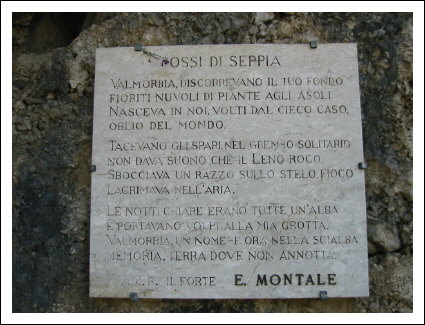 OSSI DI SEPPIA
VALMORBIA, DISCORREVANO IL TUO FONDO
FIORITI NUVOLI DI PIANTE AGLI ASOLI
NASCEVA IN NOI, VOLTI DAL CIECO CASO,
OBLIO DEL MONDO.
TACEVANO GLI SPARI, NEL GREMBO SOLITARIO
NON DAVA SUONO CHE IL LENO ROCO.
SBOCCIAVA UN RAZZO SULLO STELO, FIOCO
LACRIMAVA NELL'ARIA.
LE NOTTI CHIARE ERANO TUTTE UN'ALBA
E PORTAVANO VOLPI ALLA MIA GROTTA.
VALMORBIA, UN NOME - E ORA NELLA SCIALBA
MEMORIA, TERRA DOVE NON ANNOTTA.
IL FORTE E. MONTALE